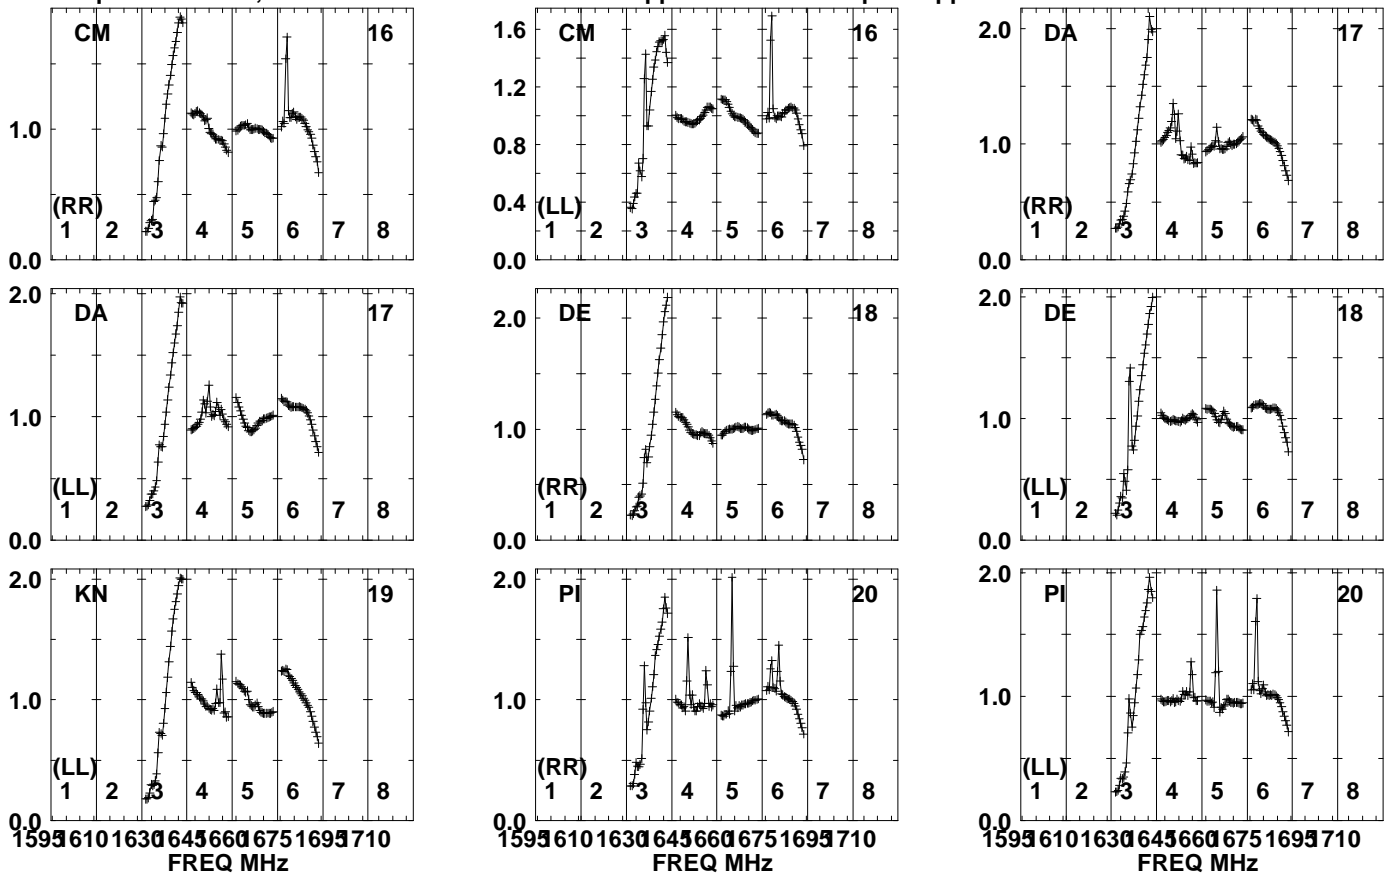 CM 16 CM 16 DA 17
1.0 1.6 2.0
1.2
0.8 1.0
(RR) 0.4 (LL) (RR)
1 2 3 4 5 6 7 8 1 2 3 4 5 6 7 8 1 2 3 4 5 6 7 8
0.0 0.0 0.0
2.0 DA 17 DE 18 2.0 DE 18
2.0
1.0 1.0 1.0
(LL) (RR) (LL)
1 2 3 4 5 6 7 8 1 2 3 4 5 6 7 8 1 2 3 4 5 6 7 8
0.0 0.0 0.0
2.0 KN 19 2.0 PI 20 2.0 PI 20
1.0 1.0 1.0
(LL) (RR) (LL)
1 2 3 4 5 6 7 8 1 2 3 4 5 6 7 8 1 2 3 4 5 6 7 8
0.0 0.0 0.0
1595 1610 1630 1645 1660 1675 1695 1710 1595 1610 1630 1645 1660 1675 1695 1710 1595 1610 1630 1645 1660 1675 1695 1710
FREQ MHz FREQ MHz FREQ MHz